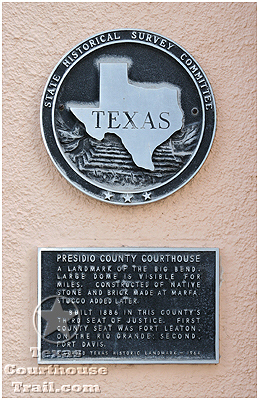 STATE HISTORICAL SURVEY COMMITTEE
TEXAS
PRESIDIO COUNTY COURTHOUSE
A LANDMARK OF THE BIG BEND.
LARGE DOME IS VISIBLE FOR
MILES. CONSTRUCTED OF NATIVE
STONE AND BRICK MADE AT MARFA.
STUCCO ADDED LATER.
BUILT 1886 IN THIS COUNTY'S
THIRD SEAT OF JUSTICE. FIRST
COUNTY SEAT WAS FORT LEATON,
ON THE RIO GRANDE; SECOND,
FORT DAVIS.
TEXAS HISTORIC LANDMARK
Texas
Courthouse
Trail.com